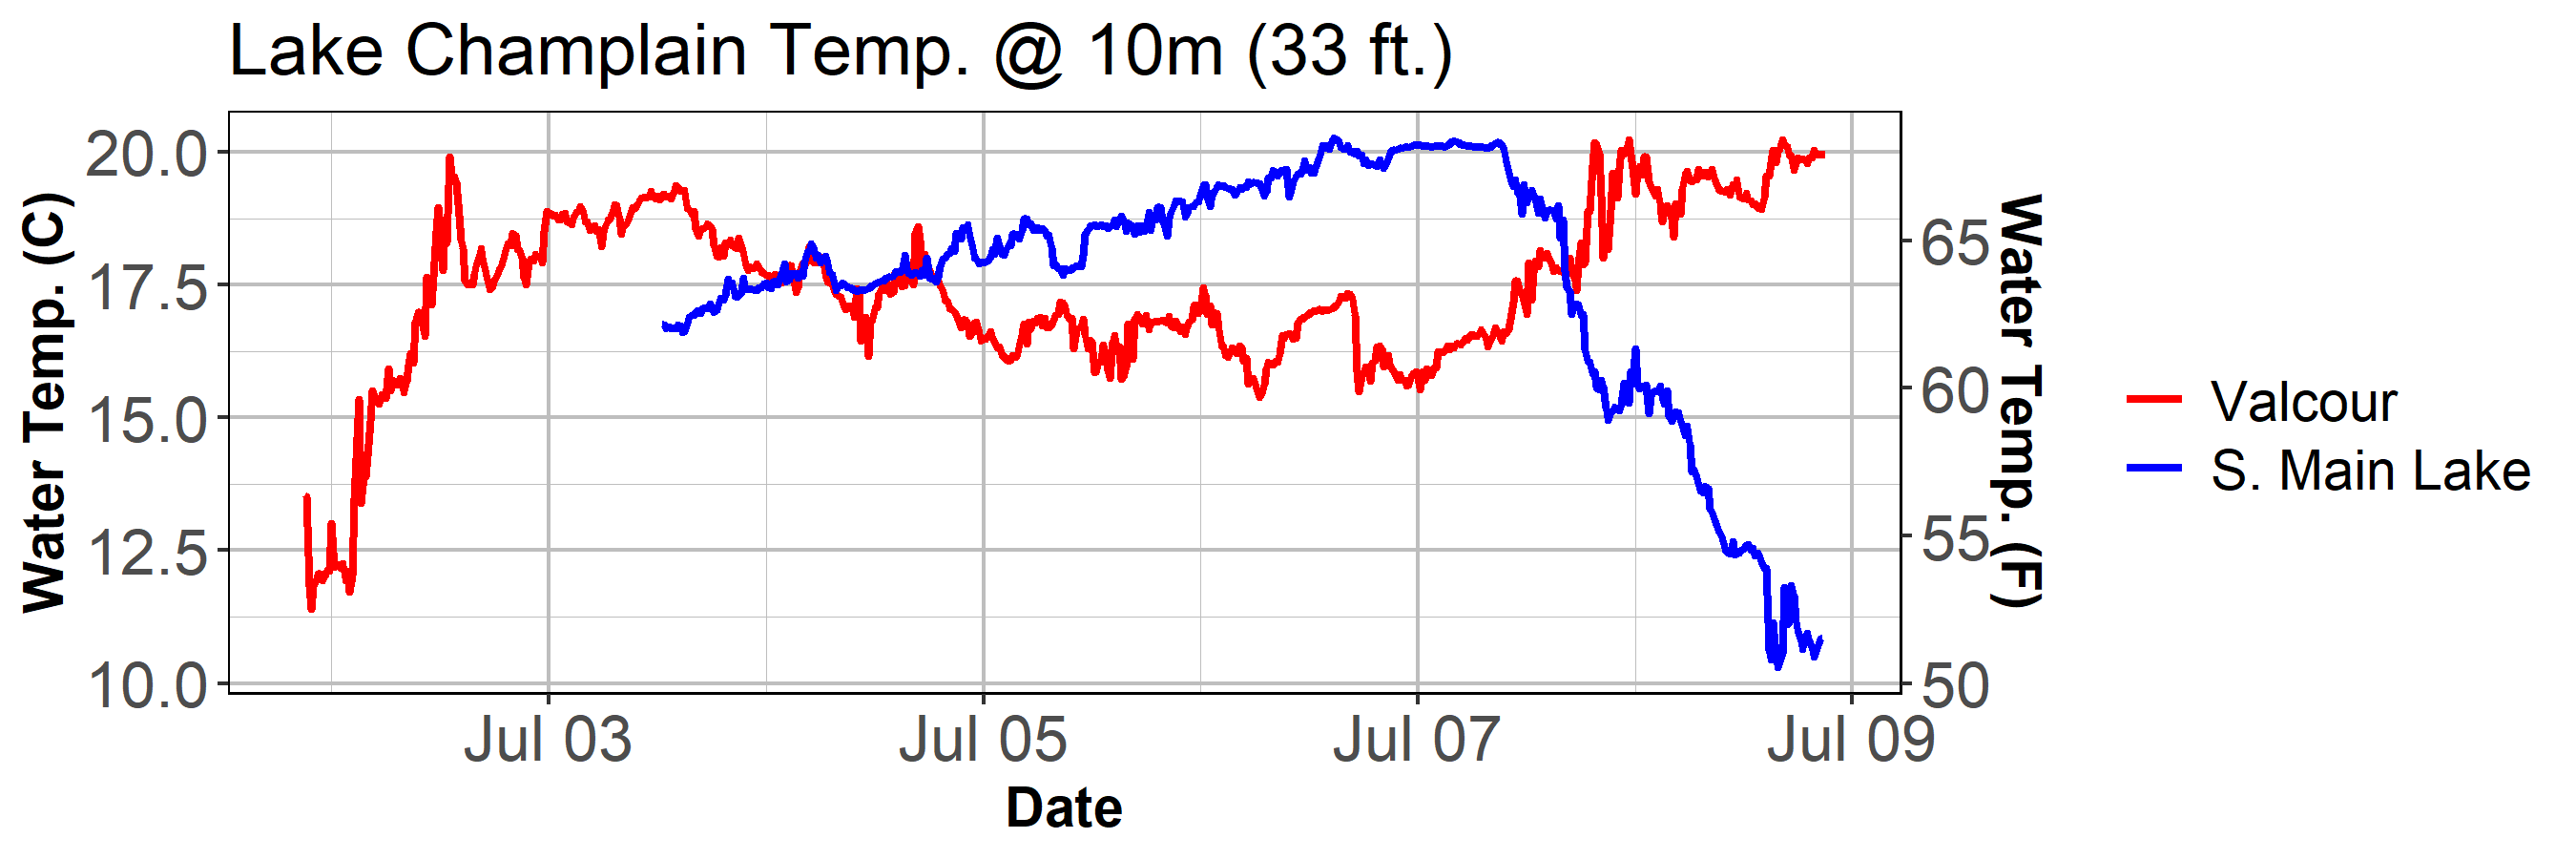 Lake Champlain Temp. @ 10m (33 ft.)
Water Temp. (C)
20.0
17.5
15.0
12.5
10.0
65
60
55
50
Water Temp. (F)
Jul 03
Jul 05
Jul 07
Jul 09
Date
Valcour
S. Main Lake